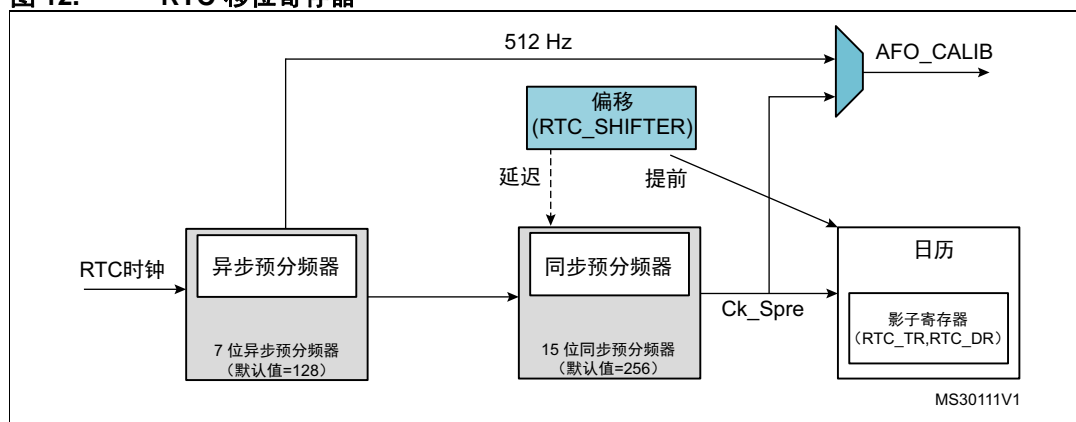 图 12. RTC 移位寄存器
512 Hz
AFO_CALIB
偏移
(RTC_SHIFTER)
延迟
提前
RTC时钟
异步预分频器
同步预分频器
日历
Ck_Spre
影子寄存器
（RTC_TR,RTC_DR）
7 位异步预分频器
（默认值=128）
15 位同步预分频器
（默认值=256）
MS30111V1